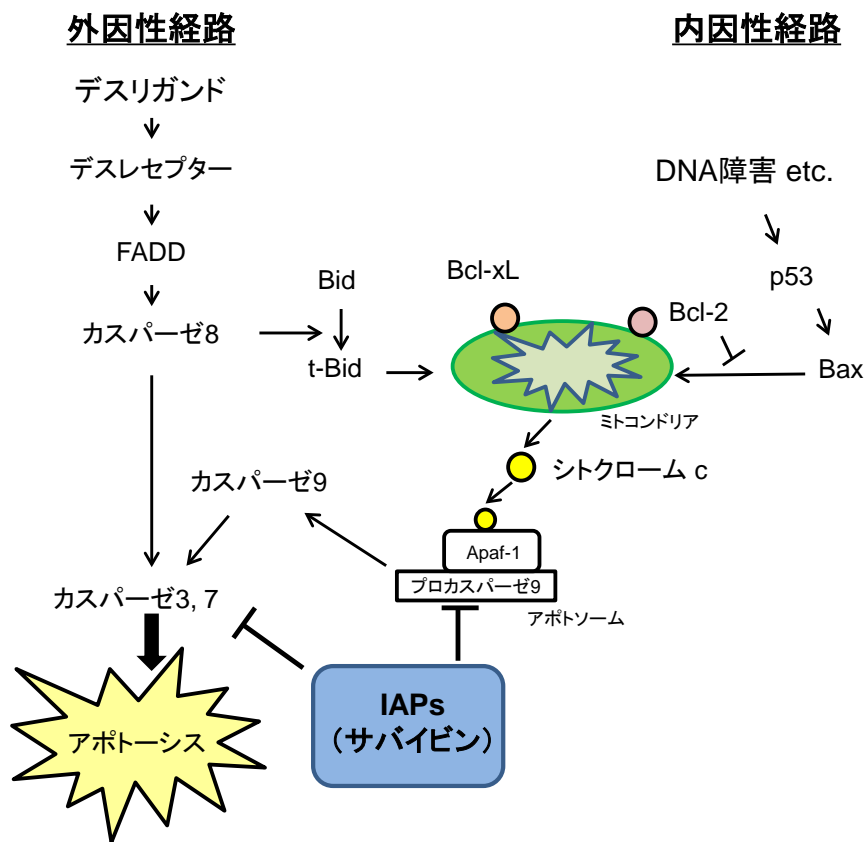 外因性経路
内因性経路
デスリガンド
デスレセプター
DNA障害 etc.
FADD
Bid
Bcl-xL
p53
Bcl-2
カスパーゼ8
t-Bid
Bax
ミトコンドリア
シトクローム c
カスパーゼ9
Apaf-1
プロカスパーゼ9
カスパーゼ3, 7
アポトソーム
IAPs
（サバイビン）
アポトーシス